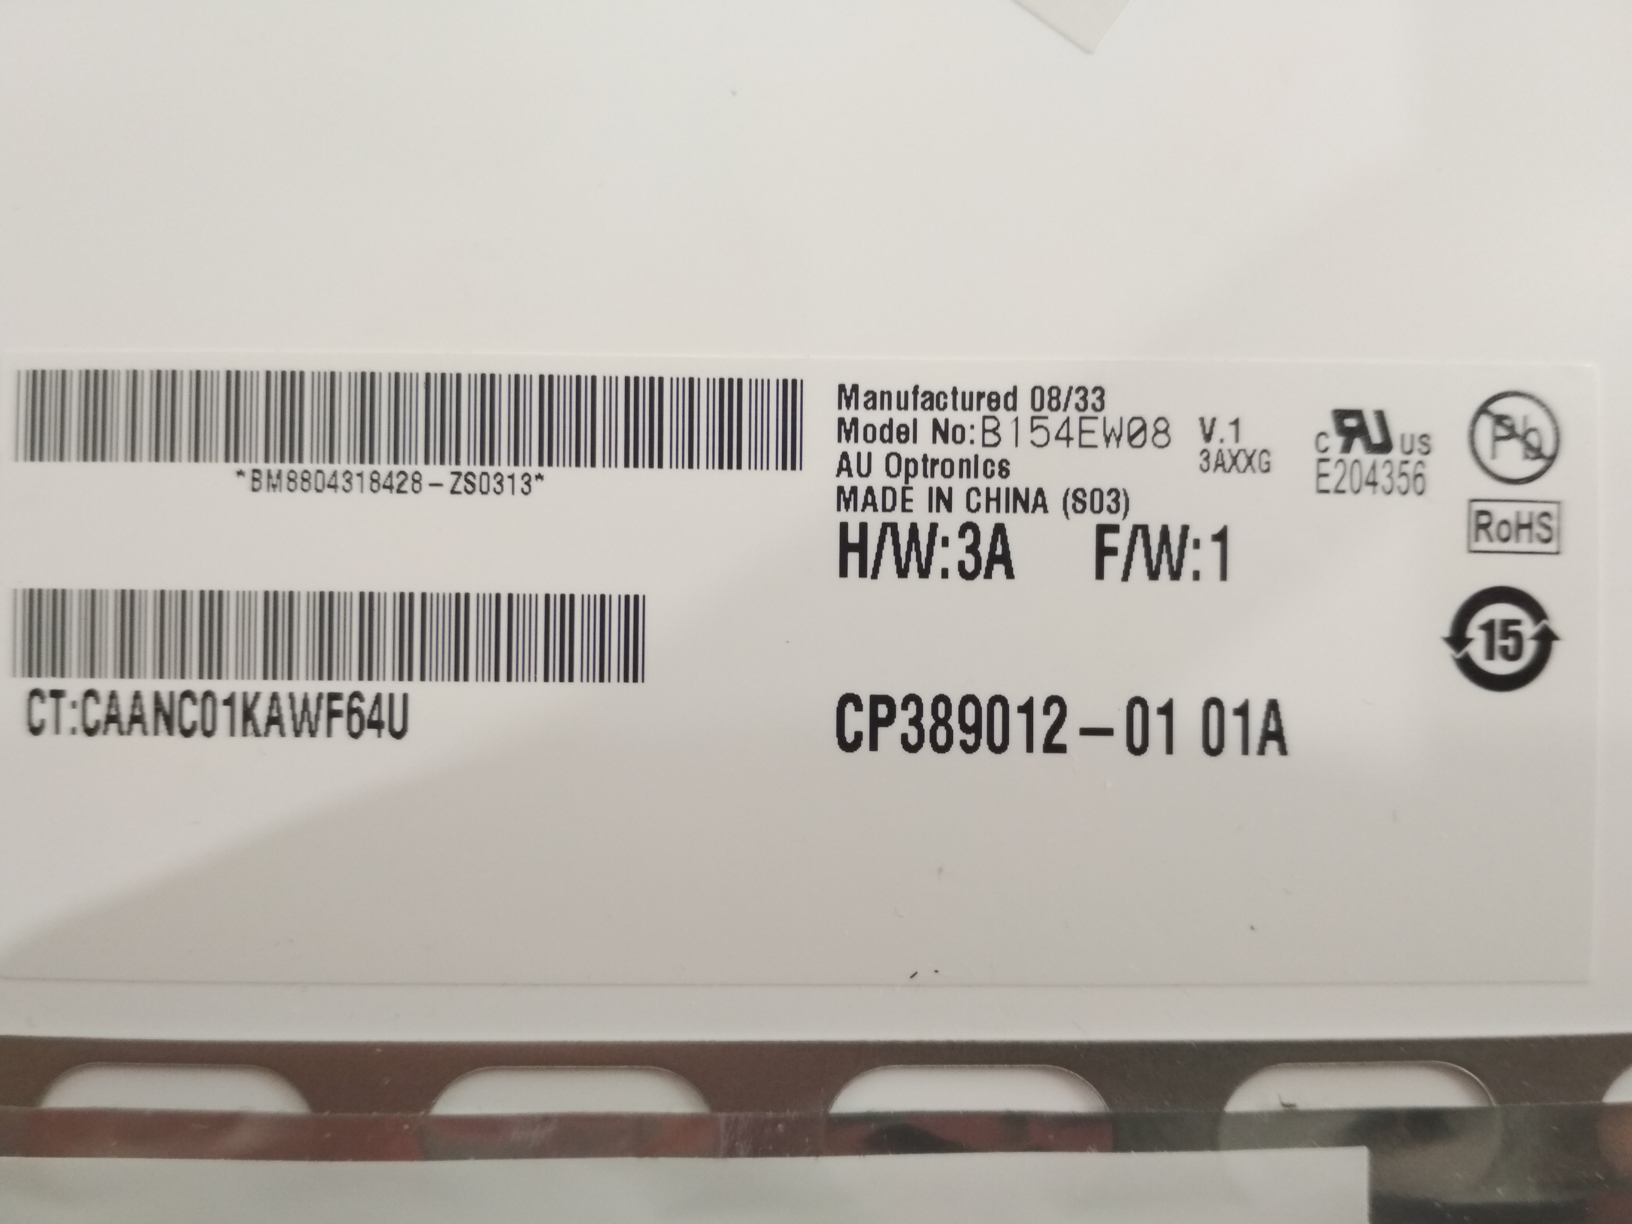 *BM8804318428-ZS0313*
CT:CAANC01KAWF64U
Manufactured 08/33
Model No:B154EW08 V.1
AU Optronics 3AXXG
MADE IN CHINA (S03)
H/W:3A F/W:1
CP389012-01 01A
c RU US
E204356
Pb
RoHS
15